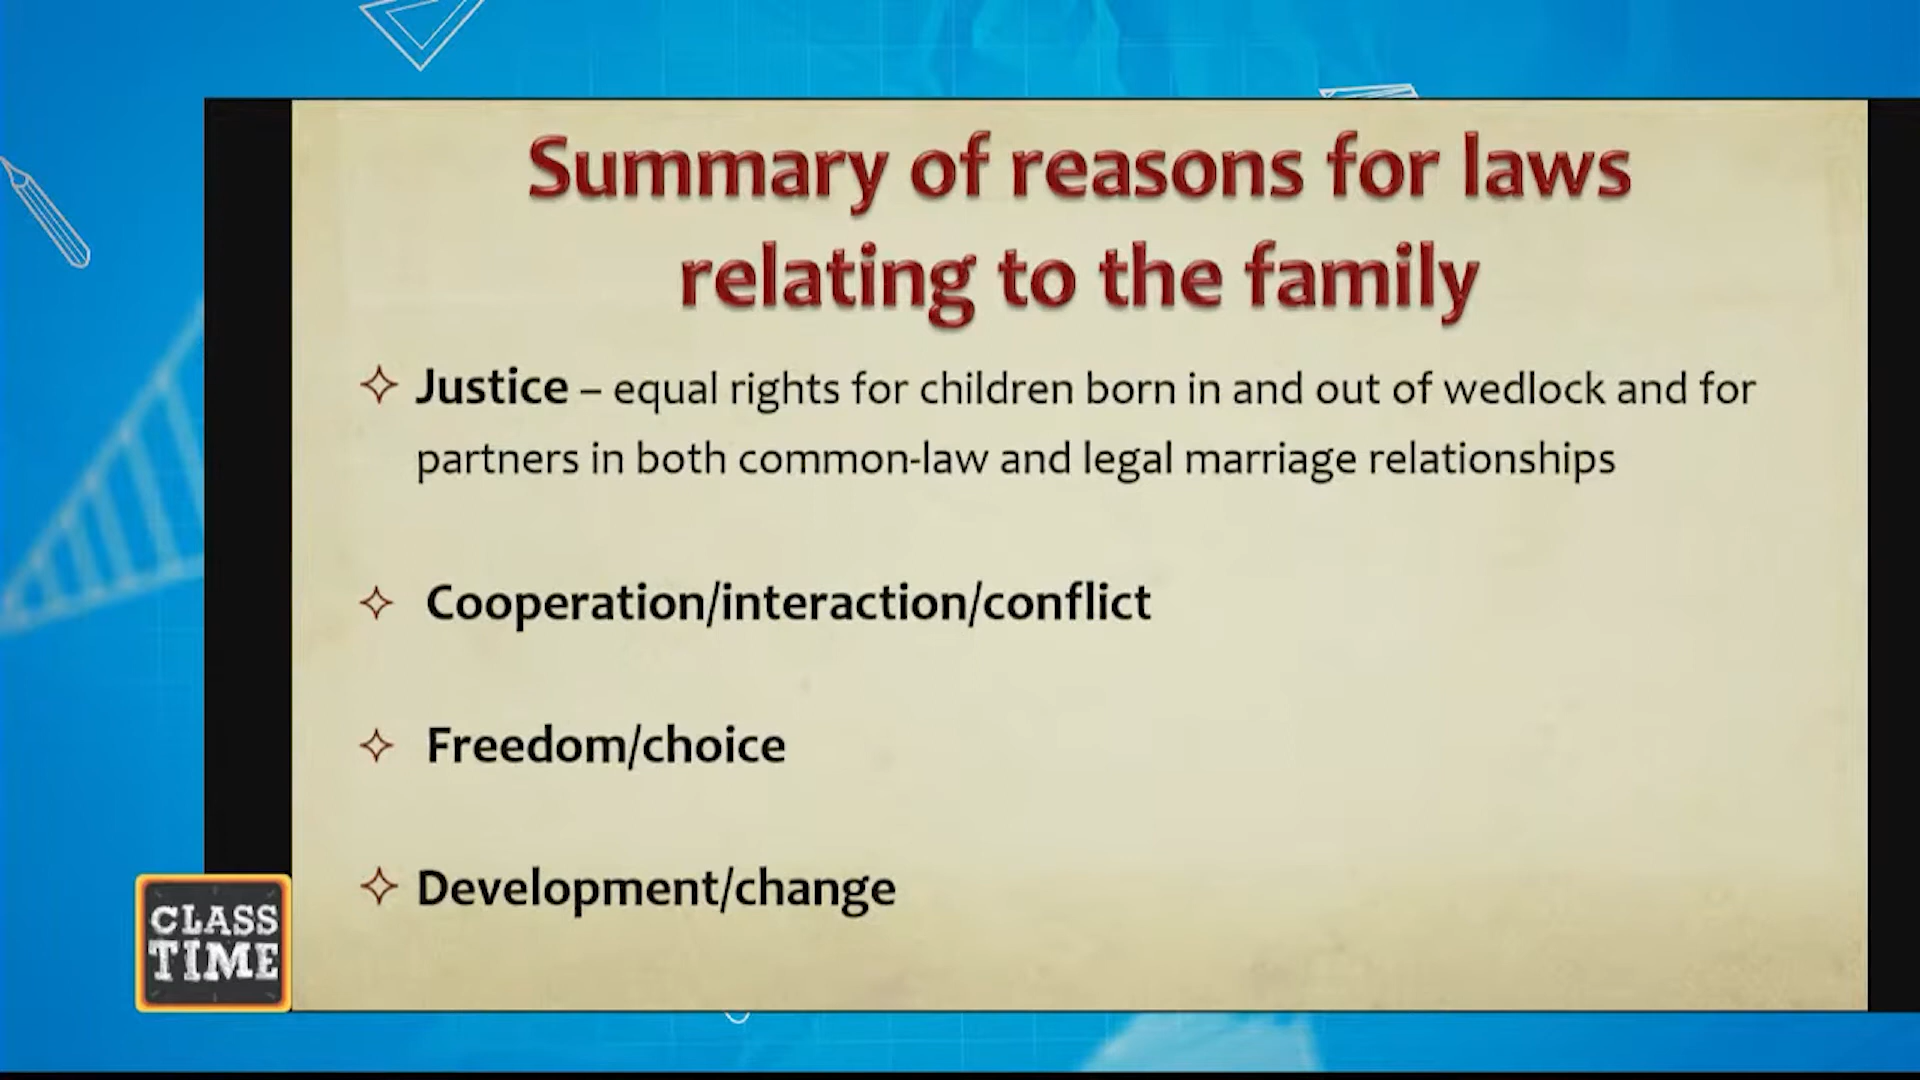 Summary of reasons for laws
relating to the family
Justice – equal rights for children born in and out of wedlock and for
partners in both common-law and legal marriage relationships
Cooperation/interaction/conflict
Freedom/choice
Development/change
CLASS
TIME